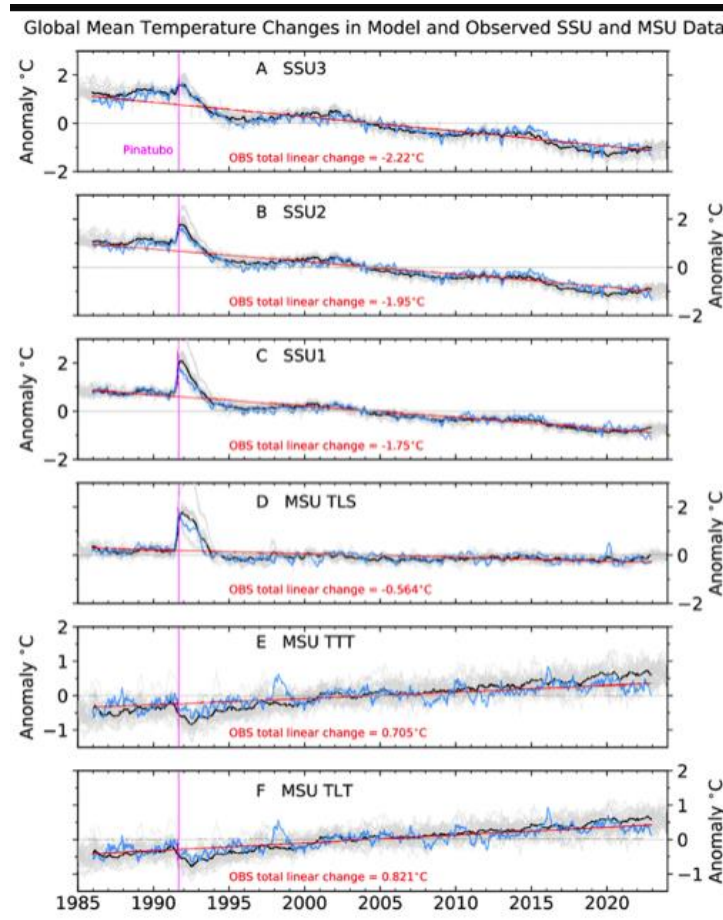 Global Mean Temperature Changes in Model and Observed SSU and MSU Data
A SSU3
2
0
−2
Anomaly °C
Pinatubo
OBS total linear change = -2.22°C
B SSU2
2
0
−2
Anomaly °C
OBS total linear change = -1.95°C
C SSU1
2
0
−2
Anomaly °C
OBS total linear change = -1.75°C
D MSU TLS
2
0
−2
Anomaly °C
OBS total linear change = -0.564°C
E MSU TTT
2
1
0
−1
Anomaly °C
OBS total linear change = 0.705°C
F MSU TLT
2
1
0
−1
Anomaly °C
OBS total linear change = 0.821°C
1985 1990 1995 2000 2005 2010 2015 2020